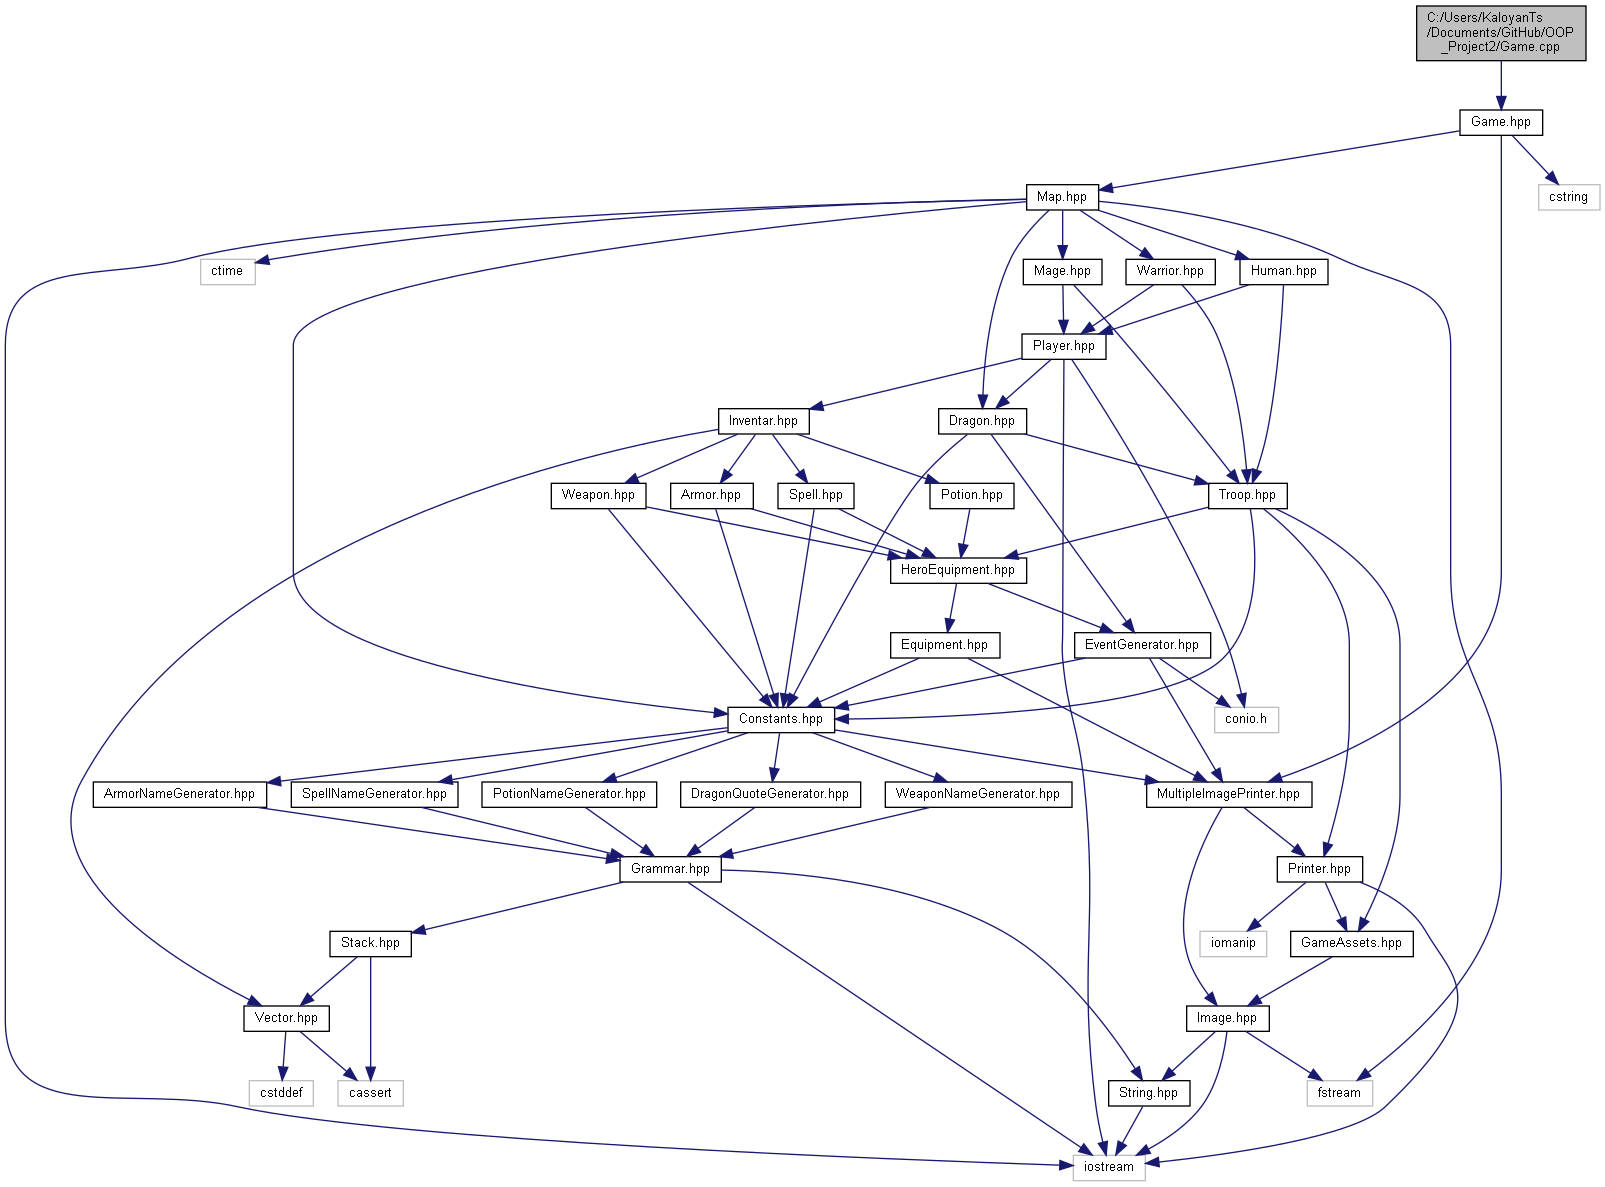 C:/Users/KaloyanTs
/Documents/GitHub/OOP
_Project2/Game.cpp
Game.hpp
Map.hpp
cstring
ctime
Mage.hpp
Warrior.hpp
Human.hpp
Player.hpp
Inventar.hpp
Dragon.hpp
Weapon.hpp
Armor.hpp
Spell.hpp
Potion.hpp
Troop.hpp
HeroEquipment.hpp
Equipment.hpp
EventGenerator.hpp
Constants.hpp
conio.h
ArmorNameGenerator.hpp
SpellNameGenerator.hpp
PotionNameGenerator.hpp
DragonQuoteGenerator.hpp
WeaponNameGenerator.hpp
MultipleImagePrinter.hpp
Grammar.hpp
Printer.hpp
Stack.hpp
iomanip
GameAssets.hpp
Vector.hpp
Image.hpp
cstddef
cassert
String.hpp
fstream
iostream